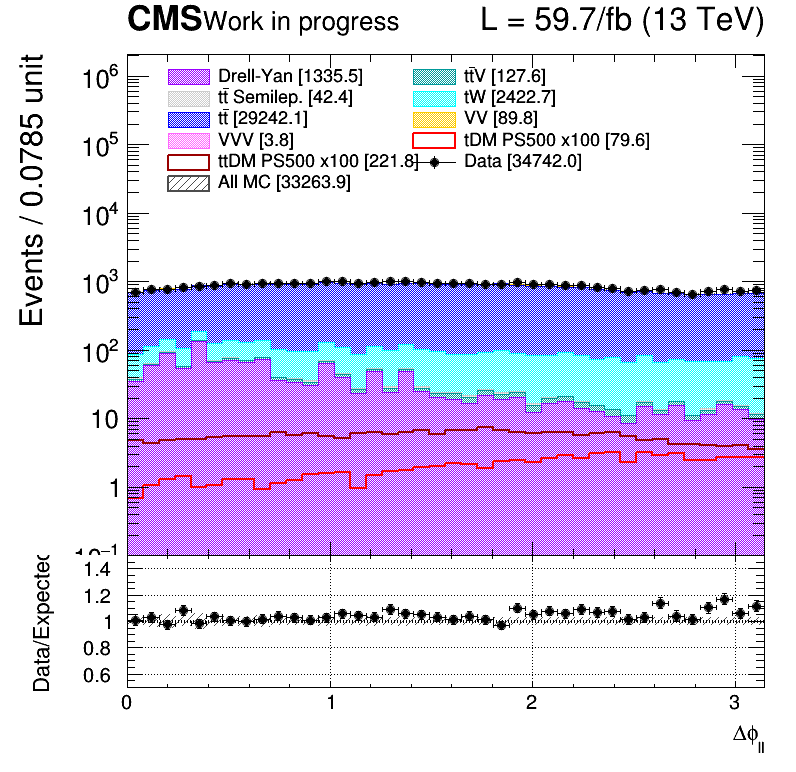 CMS Work in progress L = 59.7/fb (13 TeV)
Events / 0.0785 unit
Drell-Yan [1335.5] tt̄V [127.6]
tt̄ Semilep. [42.4] tW [2422.7]
tt̄ [29242.1] VV [89.8]
VVV [3.8] tDM PS500 x100 [79.6]
ttDM PS500 x100 [221.8] Data [34742.0]
All MC [33263.9]
10⁶
10⁵
10⁴
10³
10²
10
1
10⁻¹
Data/Expected
1.4
1.2
1
0.8
0.6
0 1 2 3
Δϕ_ll